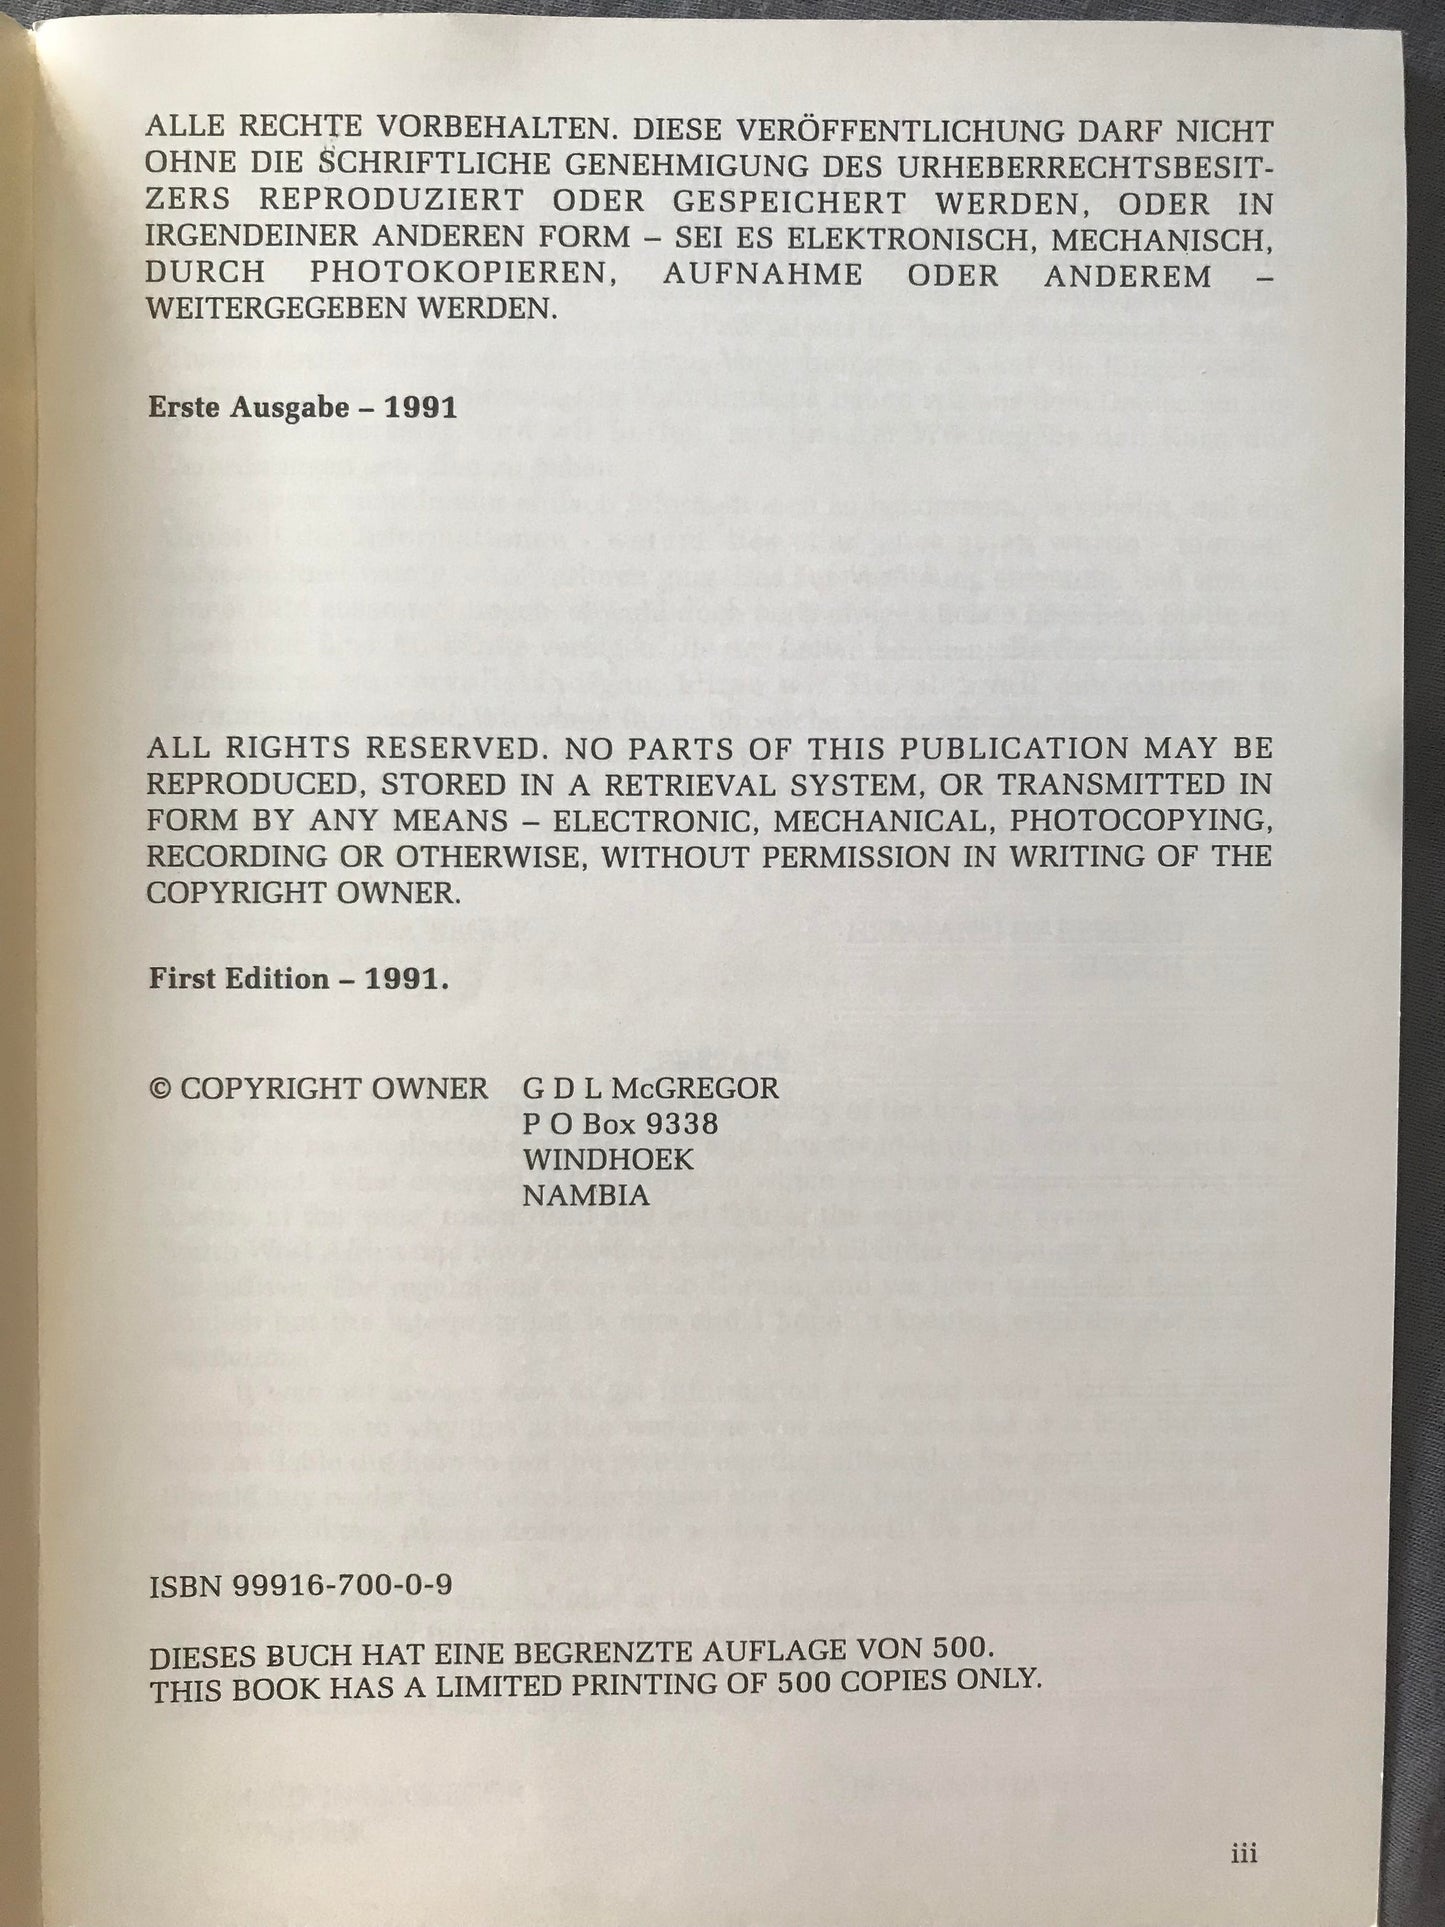 ALLE RECHTE VORBEHALTEN. DIESE VERÖFFENTLICHUNG DARF NICHT
OHNE DIE SCHRIFTLICHE GENEHMIGUNG DES URHEBERRECHTSBESIT-
ZERS REPRODUZIERT ODER GESPEICHERT WERDEN, ODER IN
IRGENDEINER ANDEREN FORM – SEI ES ELEKTRONISCH, MECHANISCH,
DURCH PHOTOKOPIEREN, AUFNAHME ODER ANDEREM –
WEITERGEGEBEN WERDEN.
Erste Ausgabe – 1991
ALL RIGHTS RESERVED. NO PARTS OF THIS PUBLICATION MAY BE
REPRODUCED, STORED IN A RETRIEVAL SYSTEM, OR TRANSMITTED IN
FORM BY ANY MEANS – ELECTRONIC, MECHANICAL, PHOTOCOPYING,
RECORDING OR OTHERWISE, WITHOUT PERMISSION IN WRITING OF THE
COPYRIGHT OWNER.
First Edition – 1991.
© COPYRIGHT OWNER G D L McGREGOR
P O Box 9338
WINDHOEK
NAMBIA
ISBN 99916-700-0-9
DIESES BUCH HAT EINE BEGRENZTE AUFLAGE VON 500.
THIS BOOK HAS A LIMITED PRINTING OF 500 COPIES ONLY.
iii